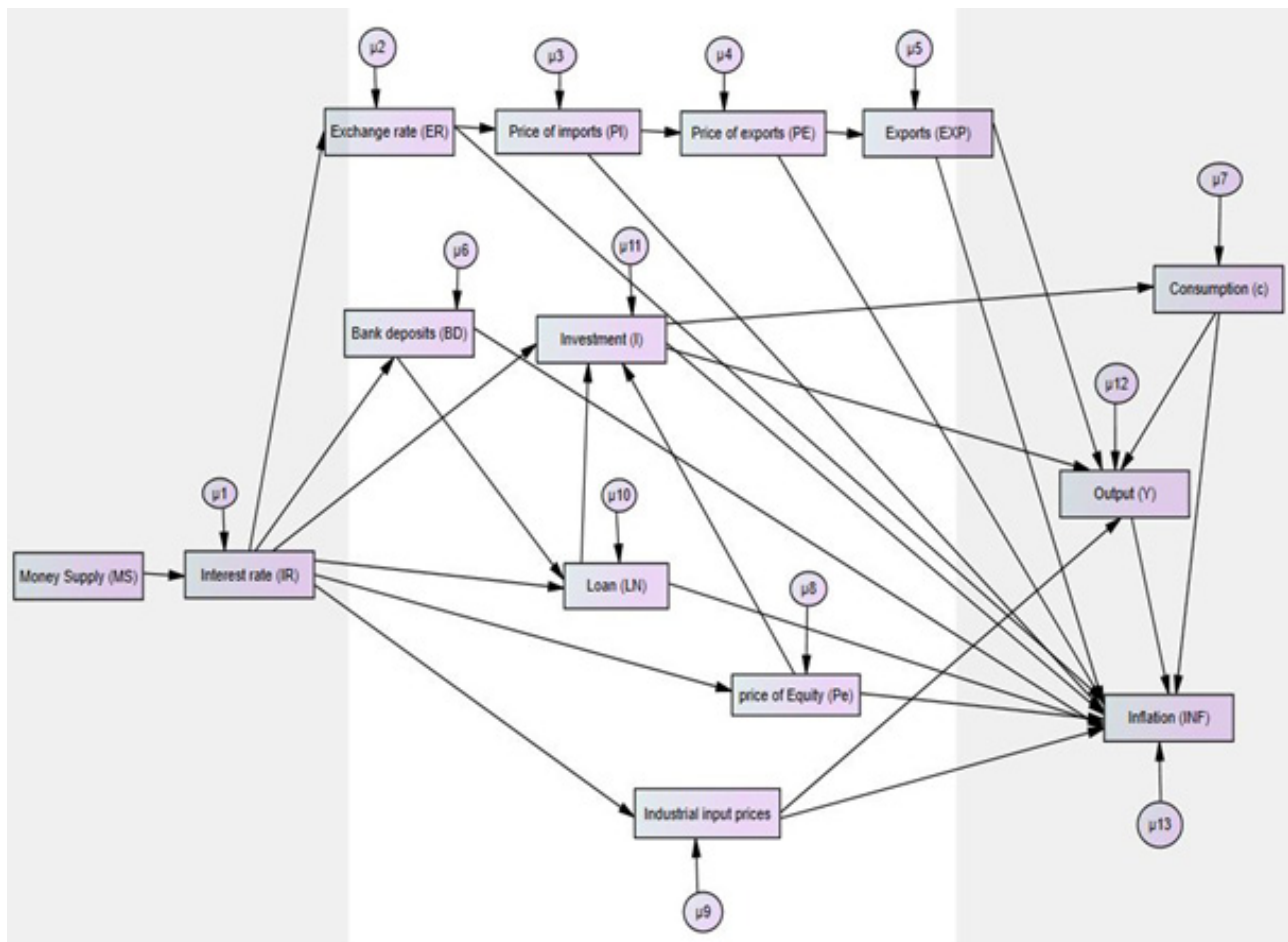 µ2
µ3
µ4
µ5
Exchange rate (ER)
Price of imports (PI)
Price of exports (PE)
Exports (EXP)
µ7
µ6
µ11
Consumption (c)
Bank deposits (BD)
Investment (I)
µ12
µ1
µ10
Output (Y)
Money Supply (MS)
Interest rate (IR)
Loan (LN)
µ8
price of Equity (Pe)
Inflation (INF)
Industrial input prices
µ13
µ9